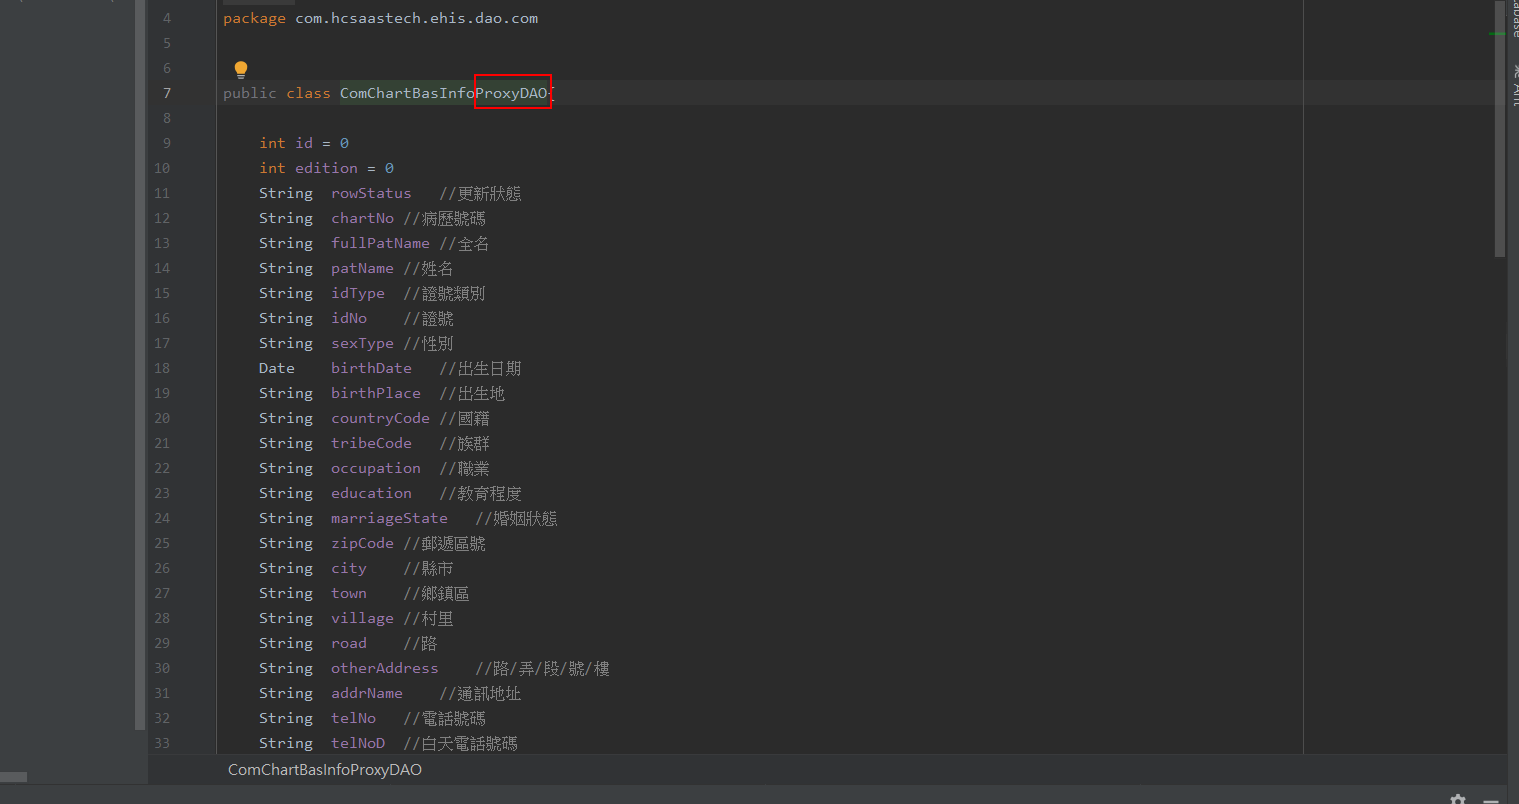 4 package com.hcsaastech.ehis.dao.com
5
6
7 public class ComChartBasInfoProxyDAO{
8
9 int id = 0
10 int edition = 0
11 String rowStatus //更新狀態
12 String chartNo //病歷號碼
13 String fullPatName //全名
14 String patName //姓名
15 String idType //證號類別
16 String idNo //證號
17 String sexType //性別
18 Date birthDate //出生日期
19 String birthPlace //出生地
20 String countryCode //國籍
21 String tribeCode //族群
22 String occupation //職業
23 String education //教育程度
24 String marriageState //婚姻狀態
25 String zipCode //郵遞區號
26 String city //縣市
27 String town //鄉鎮區
28 String village //村里
29 String road //路
30 String otherAddress //路/弄/段/號/樓
31 String addrName //通訊地址
32 String telNo //電話號碼
33 String telNoD //白天電話號碼
ComChartBasInfoProxyDAO
Ant